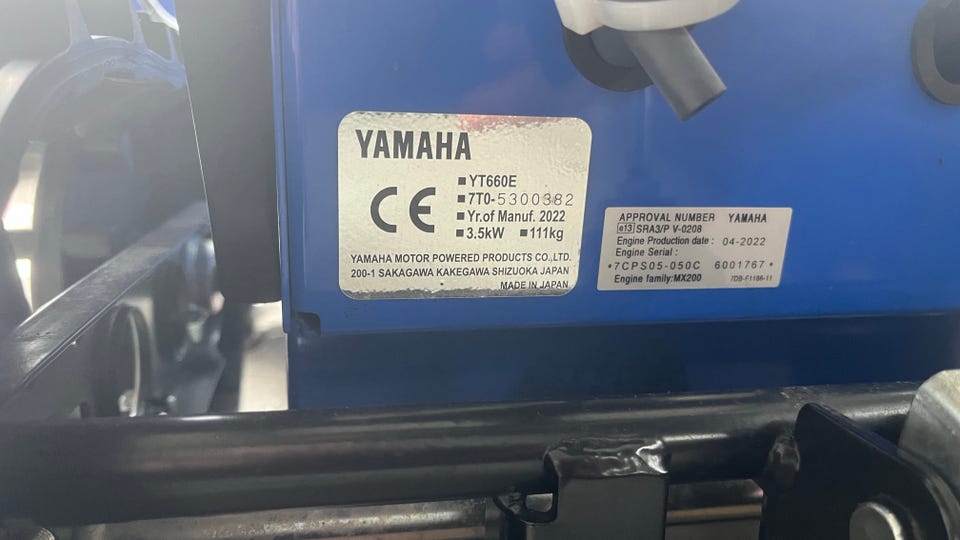 YAMAHA
CE
■YT660E
■7T0-5300382
■Yr.of Manuf. 2022
■3.5kW ■111kg
YAMAHA MOTOR POWERED PRODUCTS CO.,LTD.
200-1 SAKAGAWA KAKEGAWA SHIZUOKA JAPAN
MADE IN JAPAN
APPROVAL NUMBER YAMAHA
e13 SRA3/P V-0208
Engine Production date : 04-2022
Engine Serial :
*7CPS05-050C 6001767*
Engine family:MX200 7DB-F1186-11